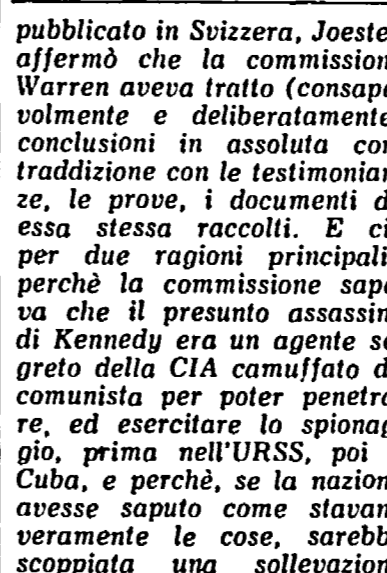 pubblicato in Svizzera, Joeste
affermò che la commission
Warren aveva tratto (consape
volmente e deliberatamente
conclusioni in assoluta con
traddizione con le testimonian
ze, le prove, i documenti d
essa stessa raccolti. E ci
per due ragioni principali
perchè la commissione sape
va che il presunto assassin
di Kennedy era un agente se
greto della CIA camuffato d
comunista per poter penetra
re, ed esercitare lo spionag
gio, prima nell'URSS, poi
Cuba, e perchè, se la nazion
avesse saputo come stavan
veramente le cose, sarebb
scoppiata una sollevazion